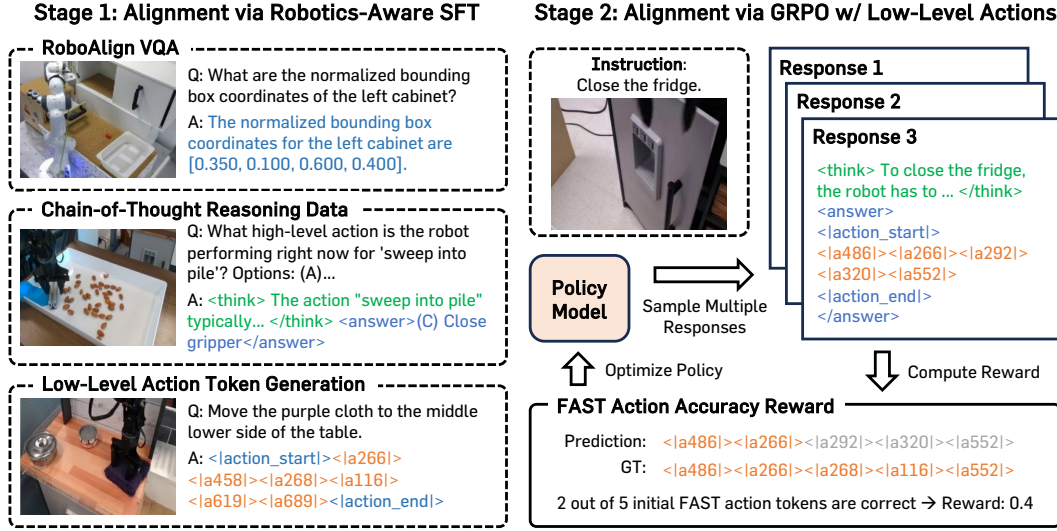 Stage 1: Alignment via Robotics-Aware SFT
RoboAlign VQA
Q: What are the normalized bounding
box coordinates of the left cabinet?
A: The normalized bounding box
coordinates for the left cabinet are
[0.350, 0.100, 0.600, 0.400].
Chain-of-Thought Reasoning Data
Q: What high-level action is the robot
performing right now for 'sweep into
pile'? Options: (A)...
A: <think> The action "sweep into pile"
typically... </think> <answer>(C) Close
gripper</answer>
Low-Level Action Token Generation
Q: Move the purple cloth to the middle
lower side of the table.
A: <|action_start|><|a266|>
<|a458|><|a268|><|a116|>
<|a619|><|a689|><|action_end|>
Stage 2: Alignment via GRPO w/ Low-Level Actions
Instruction:
Close the fridge.
Policy
Model
Sample Multiple
Responses
Response 1
Response 2
Response 3
<think> To close the fridge,
the robot has to ... </think>
<answer>
<|action_start|>
<|a486|><|a266|><|a292|>
<|a320|><|a552|>
<|action_end|>
</answer>
Optimize Policy
Compute Reward
FAST Action Accuracy Reward
Prediction: <|a486|><|a266|><|a292|><|a320|><|a552|>
GT: <|a486|><|a266|><|a268|><|a116|><|a552|>
2 out of 5 initial FAST action tokens are correct → Reward: 0.4